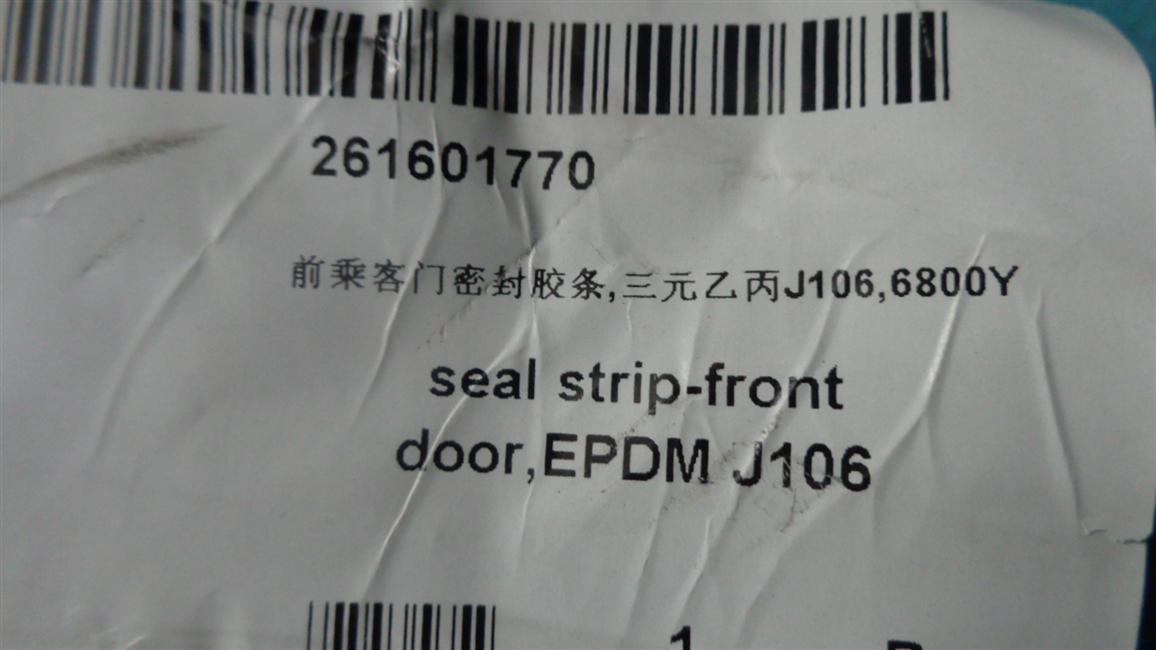 261601770
前乘客门密封胶条,三元乙丙J106,6800Y
seal strip-front
door,EPDM J106
1